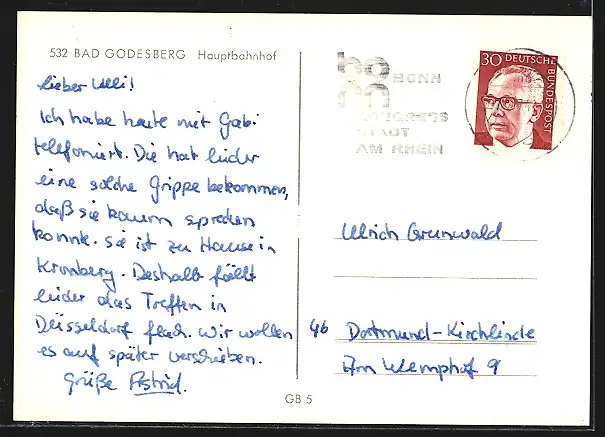 532 BAD GODESBERG Hauptbahnhof
Lieber Ulli!
Ich habe heute mit Gabi
telefoniert. Die hat leider
eine solche Grippe bekommen,
daß sie kaum sprechen
konnte. Sie ist zu Hause in
Kronberg. Deshalb fällt
leider das Treffen in
Düsseldorf flach. Wir wollen
es auf später verschieben.
Grüße Astrid.
BONN
KONGRESS
STADT
AM RHEIN
30 DEUTSCHE BUNDESPOST
Ulrich Grunwald
46 Dortmund-Kirchlinde
Am Klemphof 9
GB 5